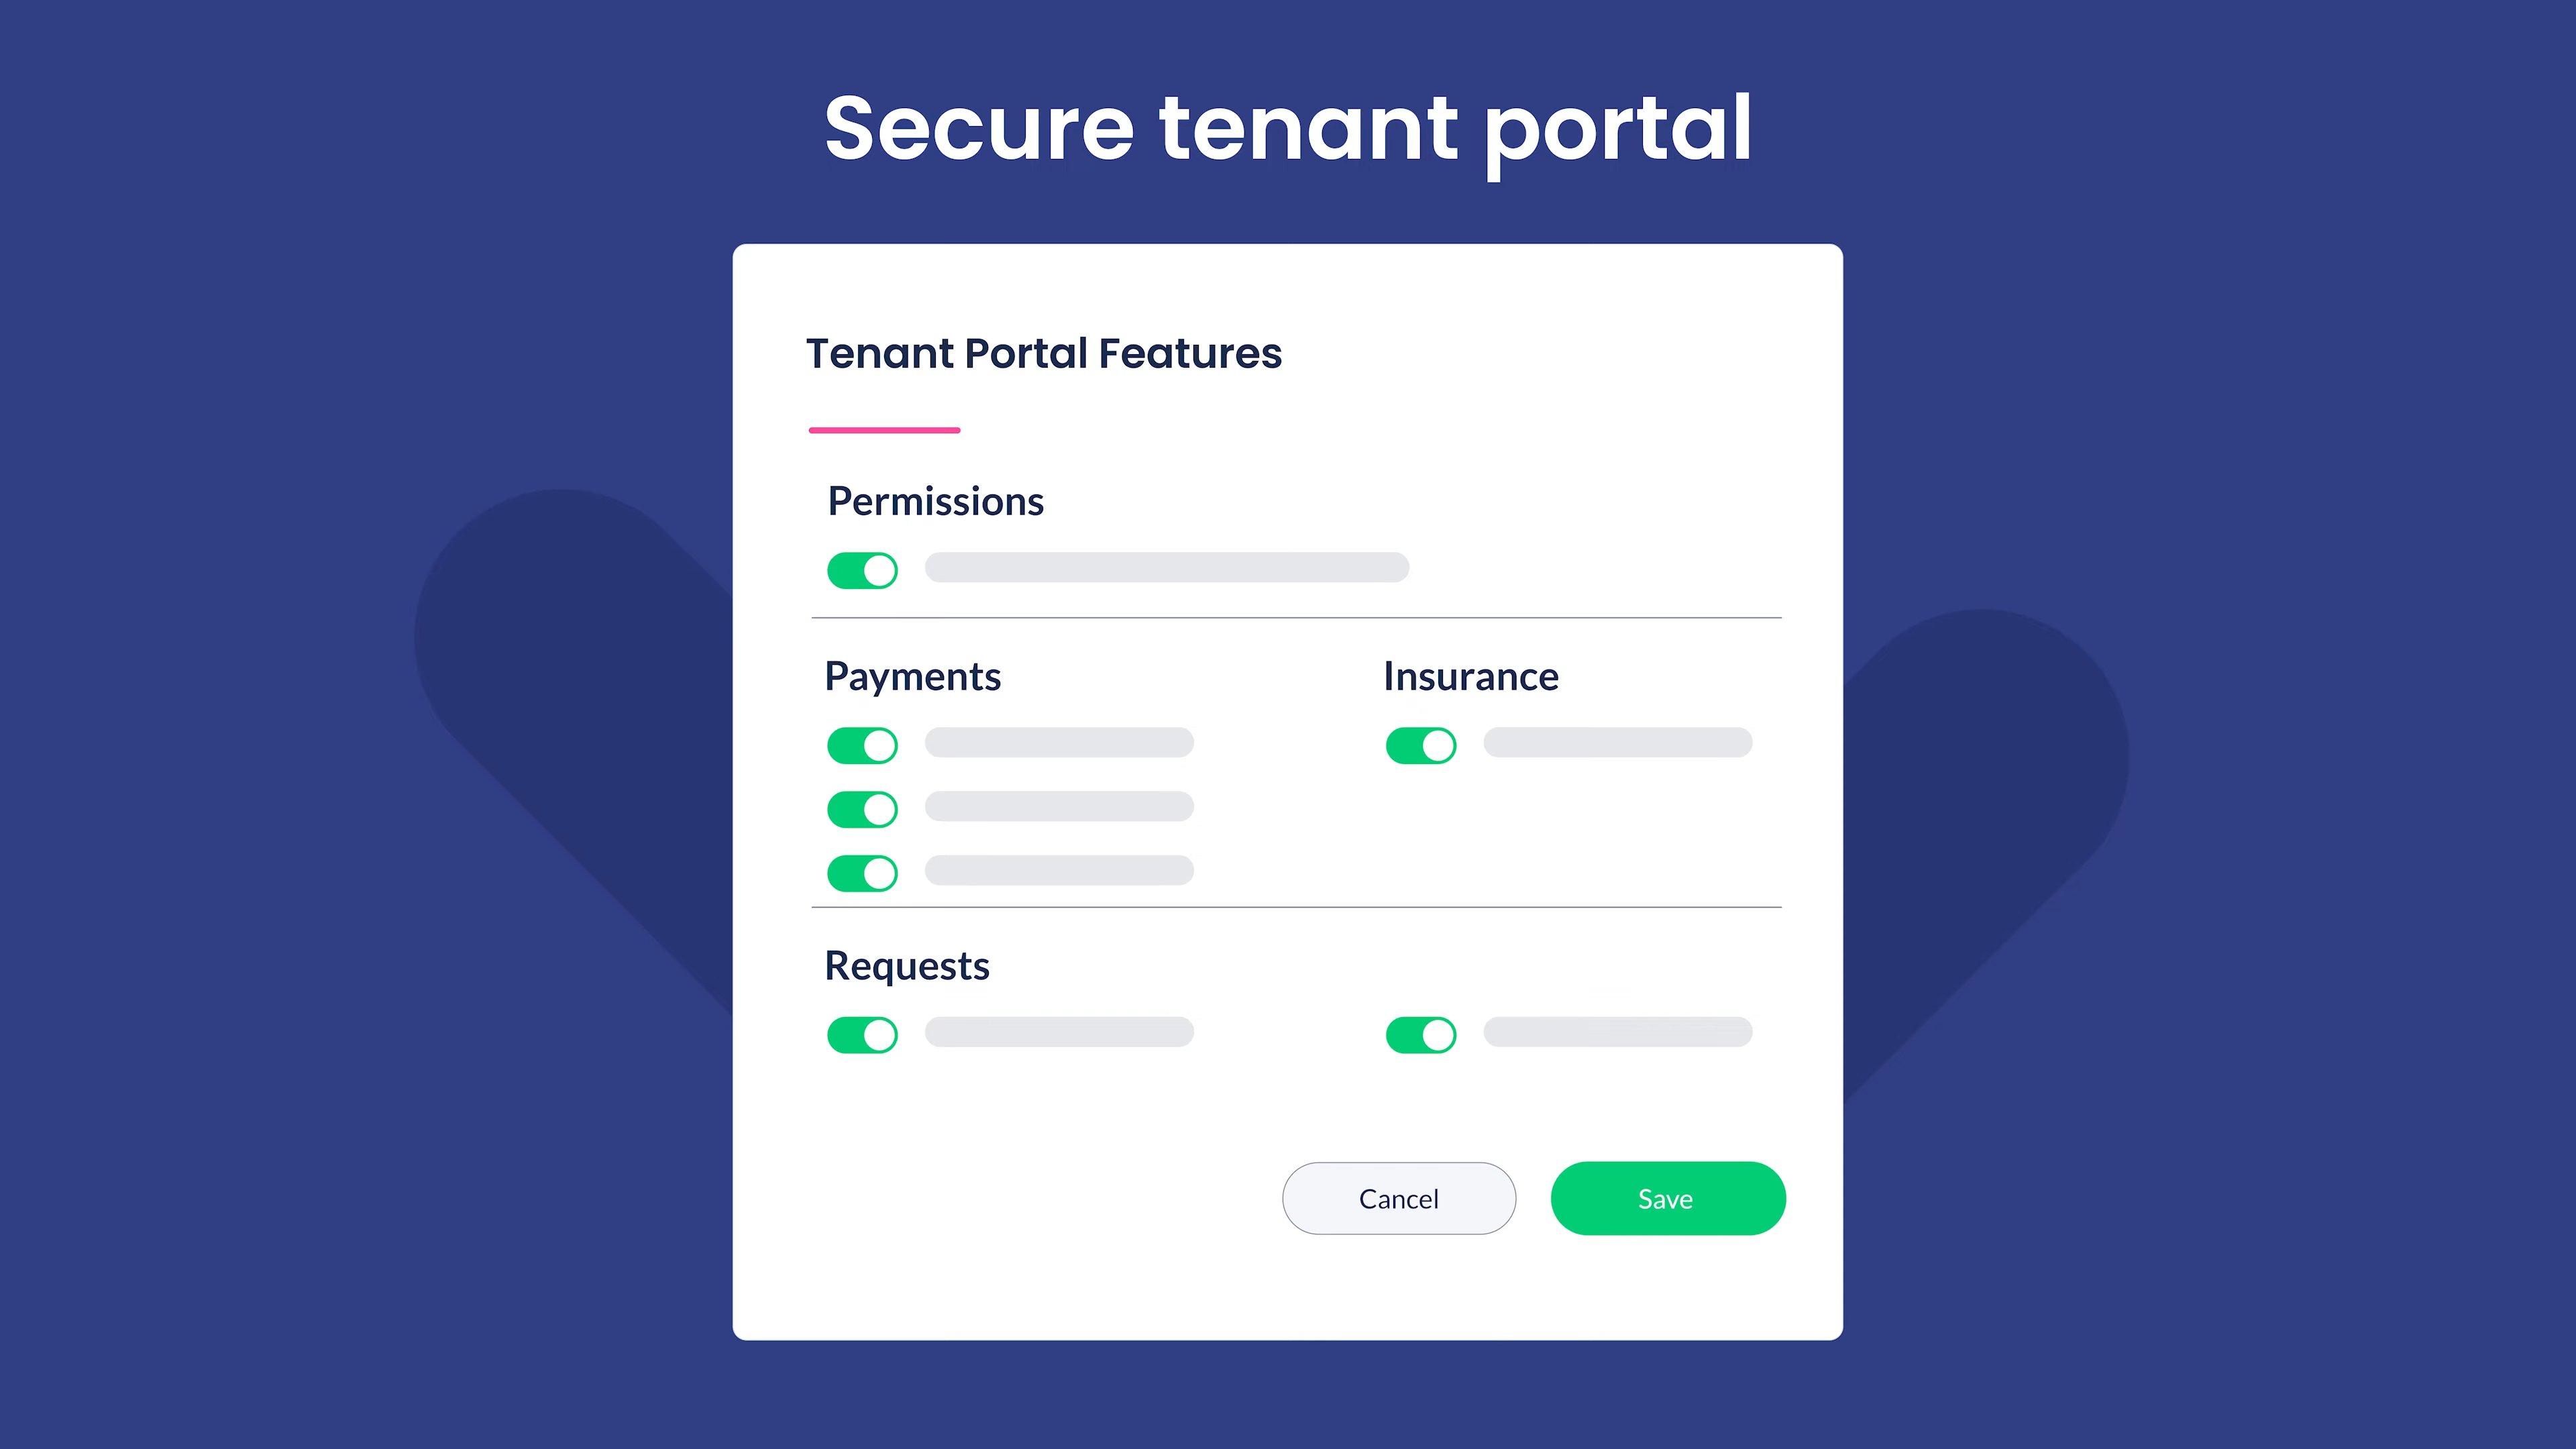 Secure tenant portal
Tenant Portal Features
Permissions
Payments
Insurance
Requests
Cancel
Save